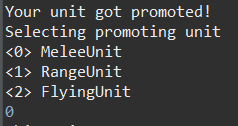 Your unit got promoted!
Selecting promoting unit
<0> MeleeUnit
<1> RangeUnit
<2> FlyingUnit
0